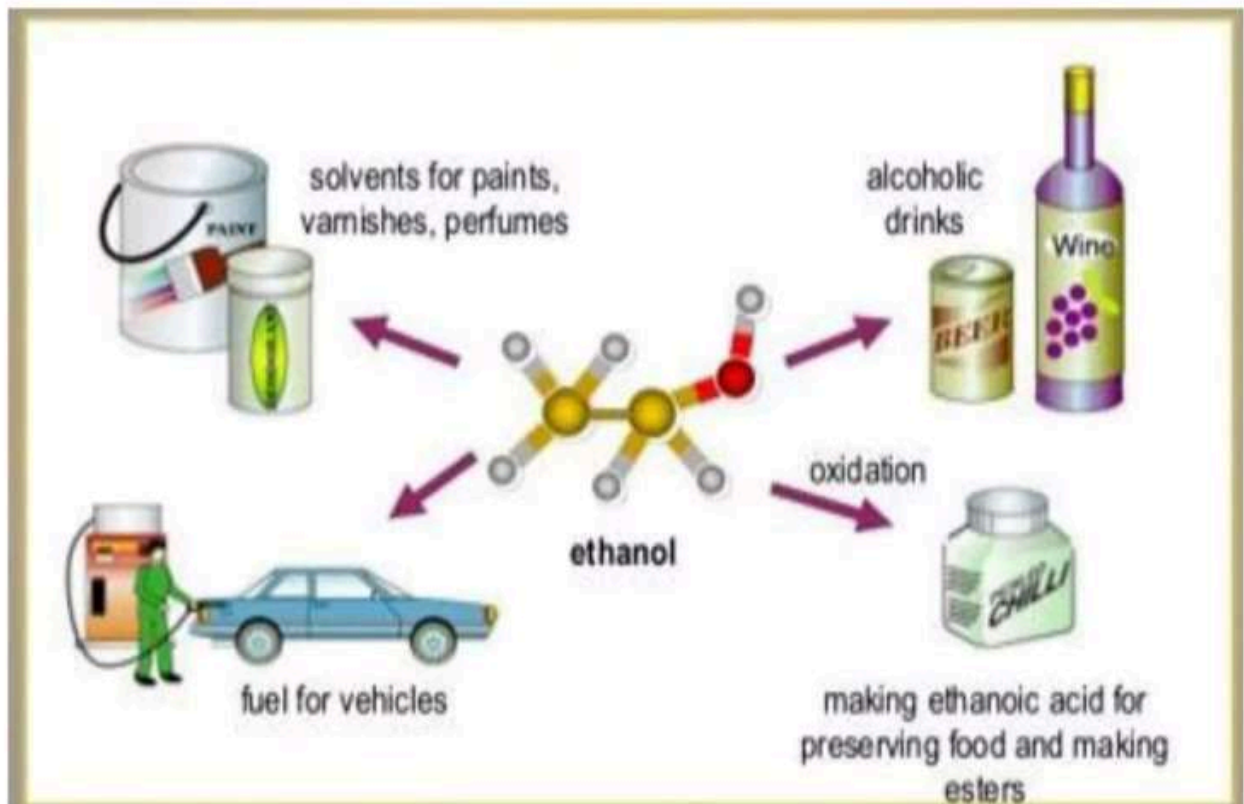 solvents for paints,
varnishes, perfumes
PAINT
alcoholic
drinks
Wine
BEER
ethanol
oxidation
CHILLI
fuel for vehicles
making ethanoic acid for
preserving food and making
esters